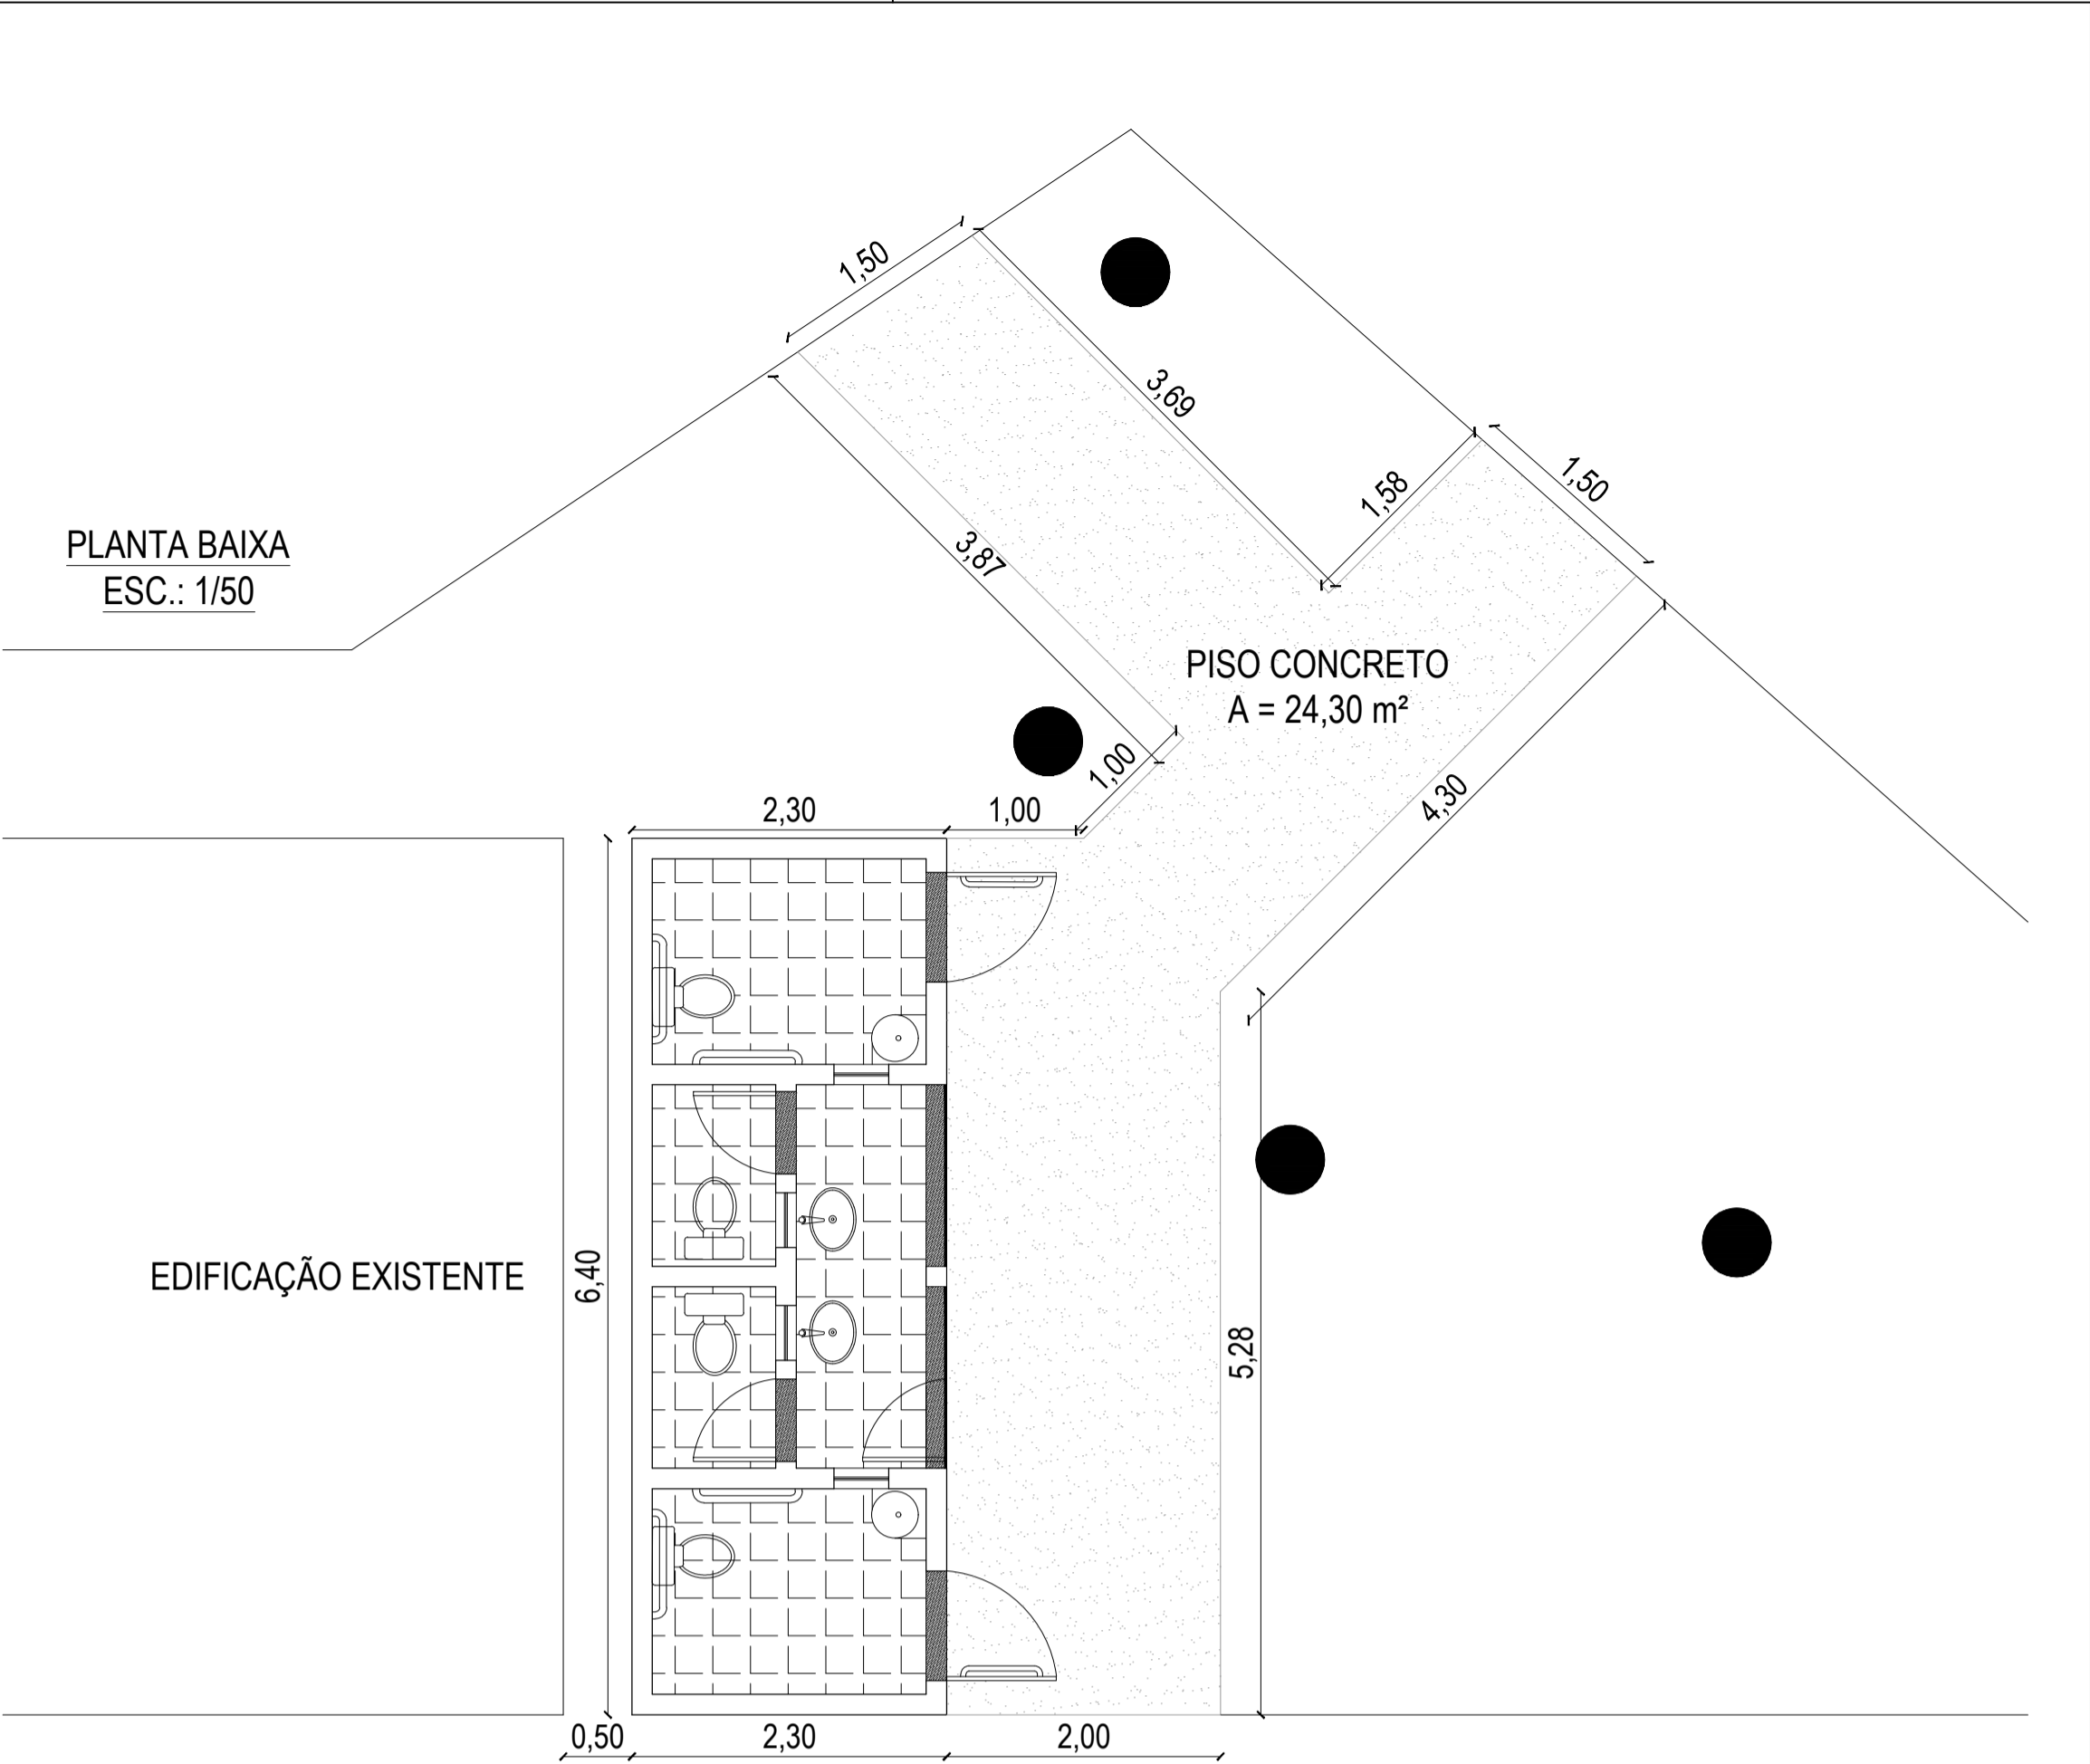 1,50
3,69
1,58
1,50
PLANTA BAIXA
ESC.: 1/50
3,87
PISO CONCRETO
A = 24,30 m²
1,00
4,30
2,30
1,00
EDIFICAÇÃO EXISTENTE
6,40
5,28
0,50
2,30
2,00